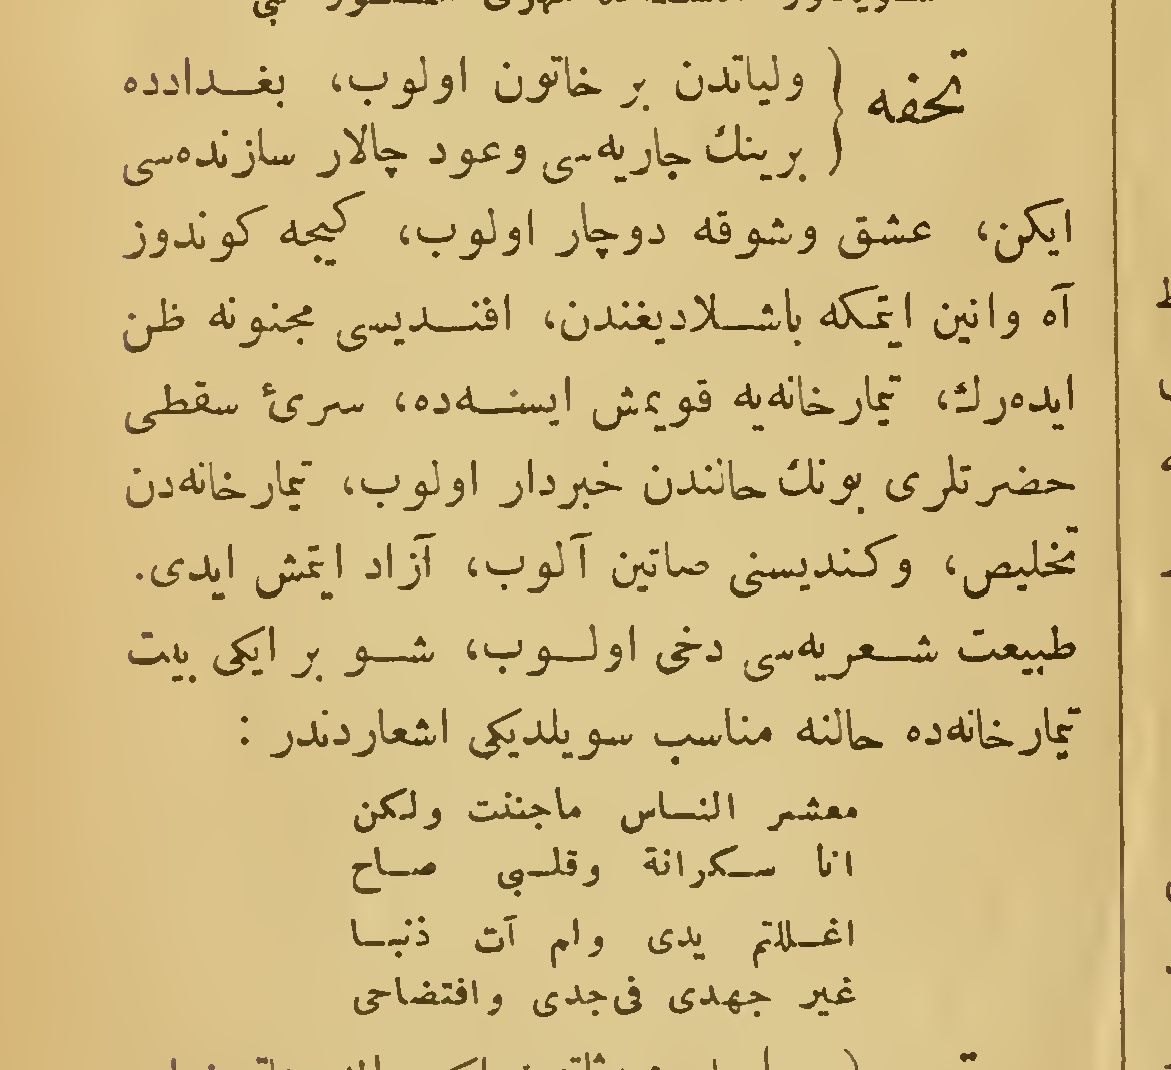 تحفه { ولیاتدن بر خاتون اولوب، بغدادده
برینك جاریه‌سی وعود چالار سازنده‌سی
ایکن، عشق وشوقه دوچار اولوب، کیجه کوندوز
آه وانین ایتمکه باشلادیغندن، افندیسی مجنونه ظن
ایده‌رك، تیمارخانه‌یه قویمش ایسه‌ده، سریٔ سقطی
حضرتلری بونك حالندن خبردار اولوب، تیمارخانه‌دن
تخلیص، وکندیسنی صاتین آلوب، آزاد ایتمش ایدی.
طبیعت شعریه‌سی دخی اولوب، شو بر ایکی بیت
تیمارخانه‌ده حالنه مناسب سویلدیکی اشعاردندر :
معشر الناس ماجننت ولکن
انا سکرانة وقلبی صاح
اغللتم یدی وام آت ذنبا
غیر جهدی فی‌جدی وافتضاحی